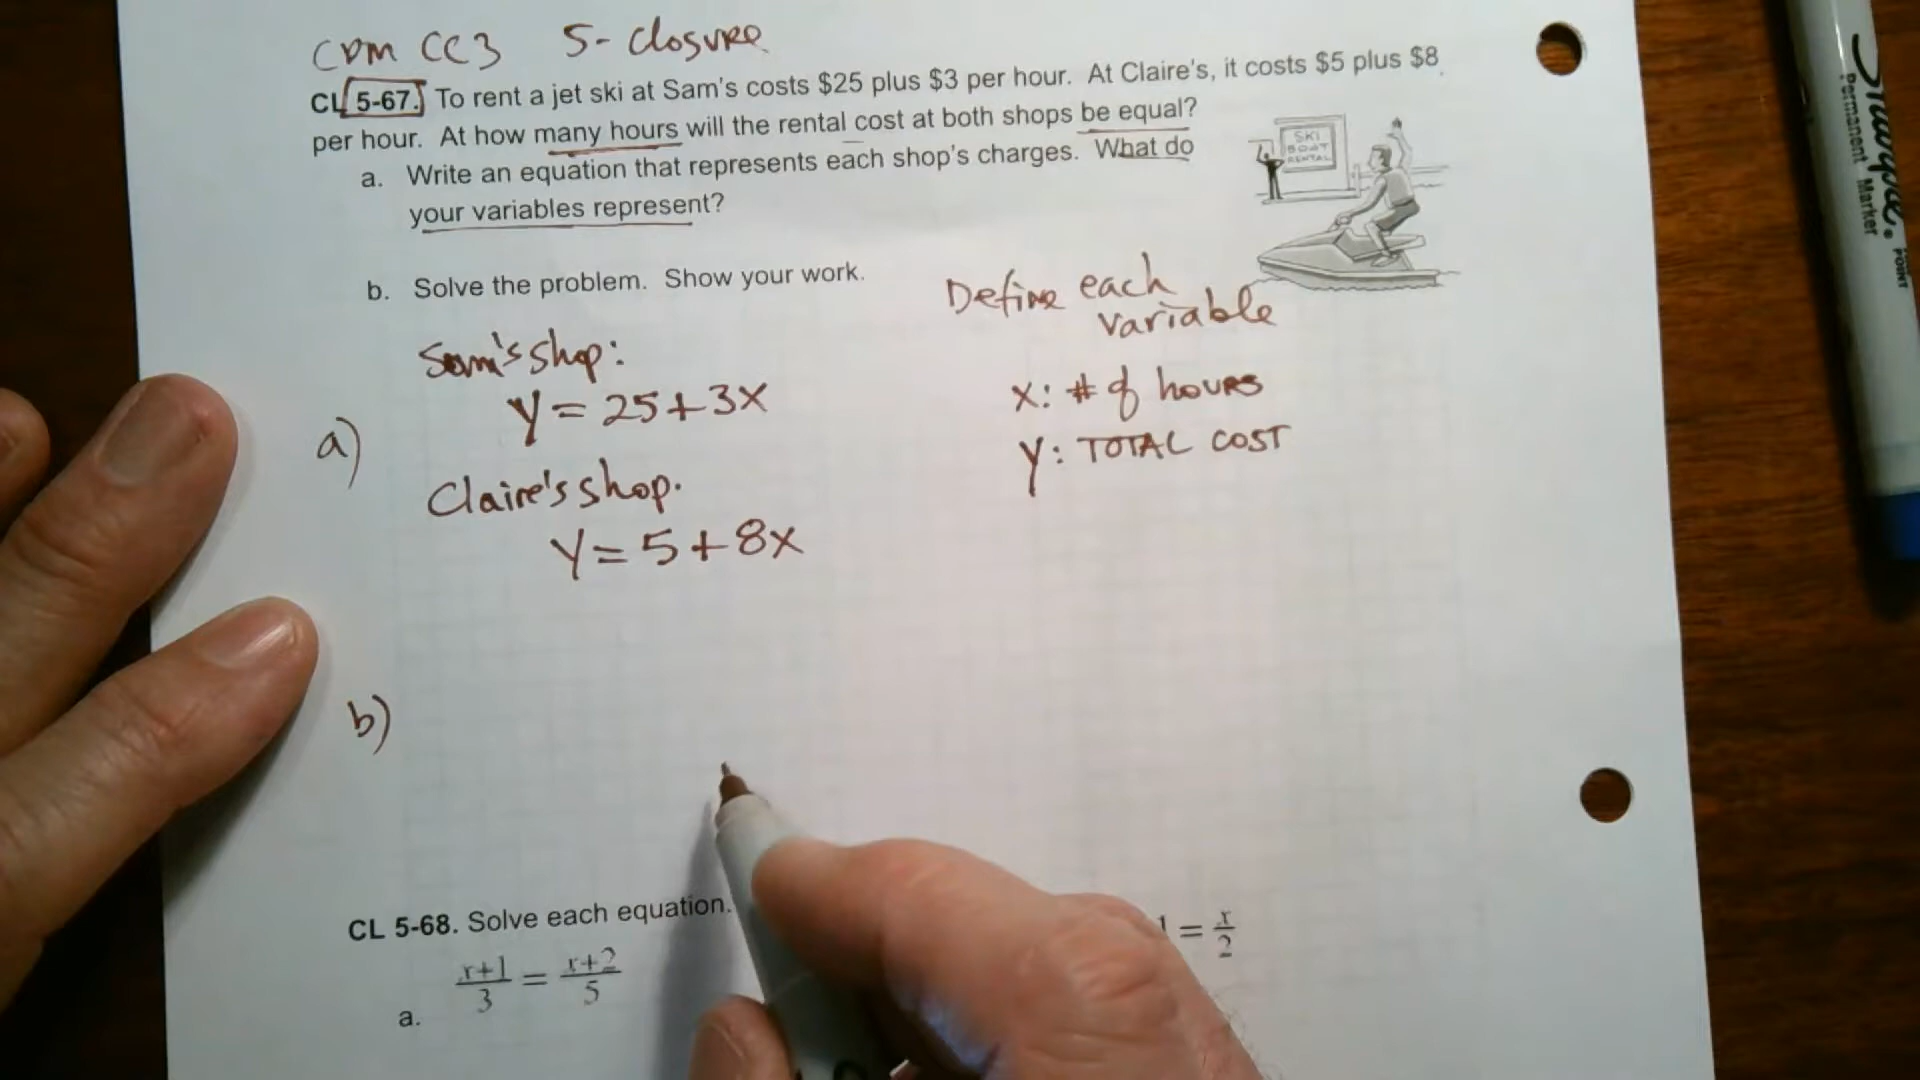 CPM CC3 5-closure
CL 5-67. To rent a jet ski at Sam's costs $25 plus $3 per hour. At Claire's, it costs $5 plus $8
per hour. At how many hours will the rental cost at both shops be equal?
a. Write an equation that represents each shop's charges. What do
your variables represent?
SKI
BOAT
RENTAL
b. Solve the problem. Show your work.
Define each
variable
Sam's shop:
y = 25+3x
x: # of hours
a)
y: TOTAL COST
Claire's shop.
y = 5+8x
b)
CL 5-68. Solve each equation.
a. x+1/3 = x+2/5
1 = x/2
Permanent Marker
POINT